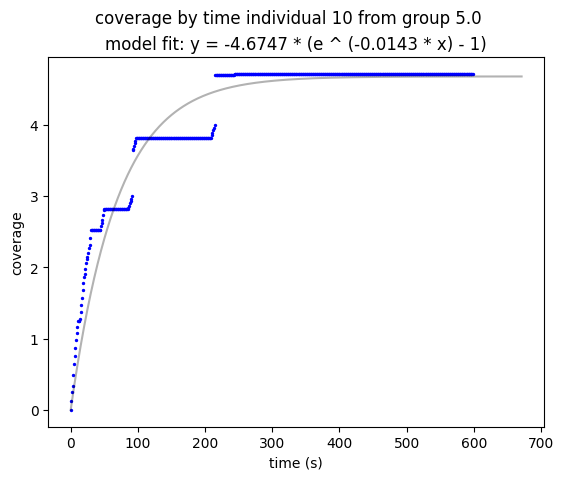 coverage by time individual 10 from group 5.0
model fit: y = -4.6747 * (e ^ (-0.0143 * x) - 1)
4
3
2
1
0
coverage
0 100 200 300 400 500 600 700
time (s)